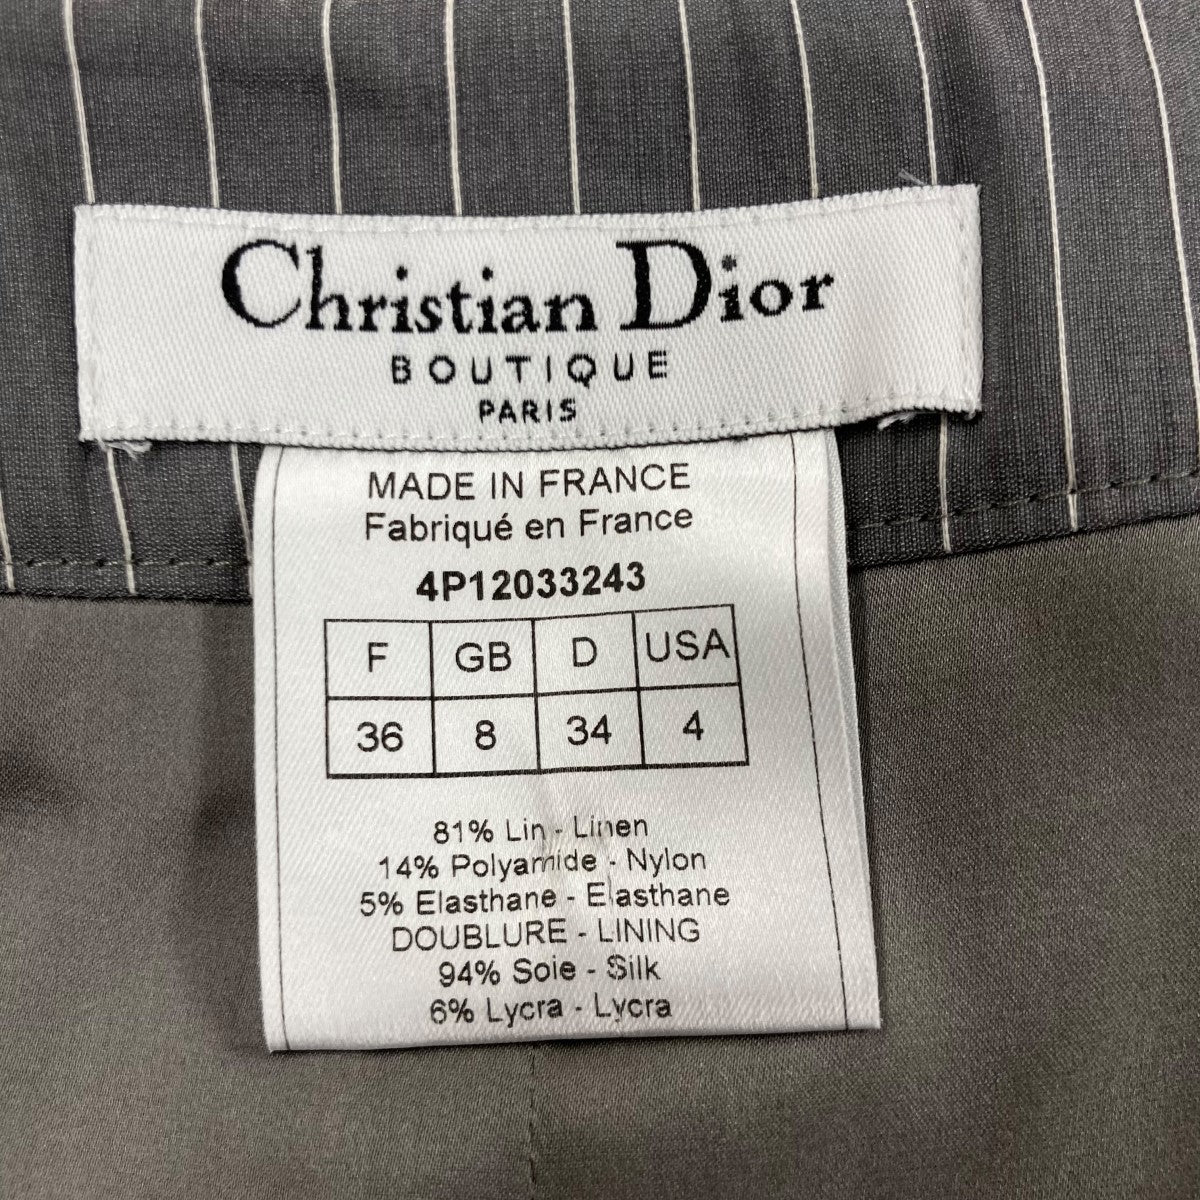 Christian Dior
BOUTIQUE
PARIS
MADE IN FRANCE
Fabriqué en France
4P12033243
F GB D USA
36 8 34 4
81% Lin - Linen
14% Polyamide - Nylon
5% Elasthane - Elasthane
DOUBLURE - LINING
94% Soie - Silk
6% Lycra - Lycra